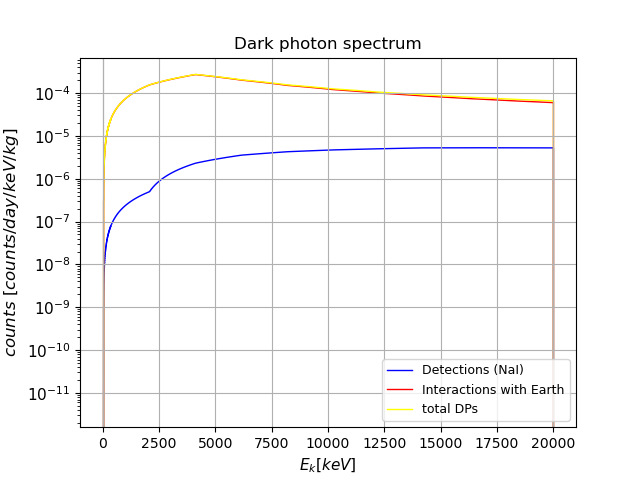 Dark photon spectrum
counts [counts/day/keV/kg]
10⁻⁴
10⁻⁵
10⁻⁶
10⁻⁷
10⁻⁸
10⁻⁹
10⁻¹⁰
10⁻¹¹
Detections (NaI)
Interactions with Earth
total DPs
0 2500 5000 7500 10000 12500 15000 17500 20000
Eₖ[keV]